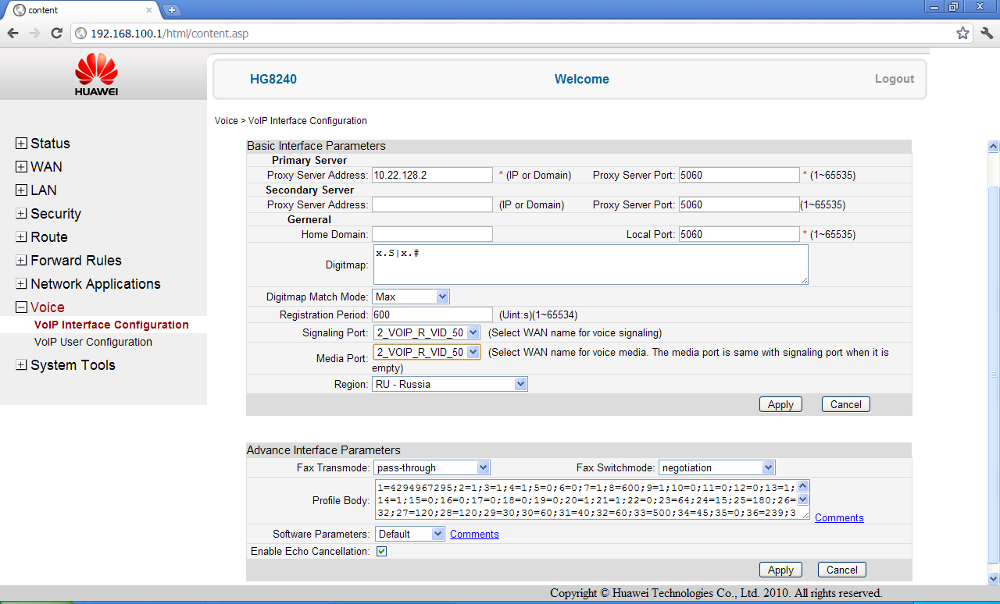 content
192.168.100.1/html/content.asp
HUAWEI
HG8240 Welcome Logout
Voice > VoIP Interface Configuration
Status
WAN
LAN
Security
Route
Forward Rules
Network Applications
Voice
VoIP Interface Configuration
VoIP User Configuration
System Tools
Basic Interface Parameters
Primary Server
Proxy Server Address: 10.22.128.2 * (IP or Domain) Proxy Server Port: 5060 * (1~65535)
Secondary Server
Proxy Server Address: (IP or Domain) Proxy Server Port: 5060 (1~65535)
Gerneral
Home Domain: Local Port: 5060 * (1~65535)
Digitmap: x.S|x.#
Digitmap Match Mode: Max
Registration Period: 600 (Uint:s)(1~65534)
Signaling Port: 2_VOIP_R_VID_50 (Select WAN name for voice signaling)
Media Port: 2_VOIP_R_VID_50 (Select WAN name for voice media. The media port is same with signaling port when it is
empty)
Region: RU - Russia
Apply Cancel
Advance Interface Parameters
Fax Transmode: pass-through Fax Switchmode: negotiation
Profile Body: 1=4294967295;2=1;3=1;4=1;5=0;6=0;7=1;8=600;9=1;10=0;11=0;12=0;13=1;
14=1;15=0;16=0;17=0;18=0;19=0;20=1;21=1;22=0;23=64;24=15;25=180;26=
32;27=120;28=120;29=30;30=60;31=40;32=60;33=500;34=45;35=0;36=239;3
Comments
Software Parameters: Default Comments
Enable Echo Cancellation:
Apply Cancel
Copyright © Huawei Technologies Co., Ltd. 2010. All rights reserved.